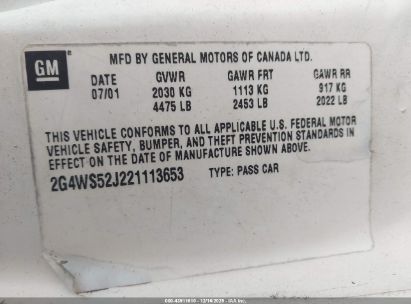 MFD BY GENERAL MOTORS OF CANADA LTD.
GM
DATE GVWR GAWR FRT GAWR RR
07/01 2030 KG 1113 KG 917 KG
4475 LB 2453 LB 2022 LB
THIS VEHICLE CONFORMS TO ALL APPLICABLE U.S. FEDERAL MOTOR
VEHICLE SAFETY, BUMPER, AND THEFT PREVENTION STANDARDS IN
EFFECT ON THE DATE OF MANUFACTURE SHOWN ABOVE.
2G4WS52J221113653 TYPE: PASS CAR